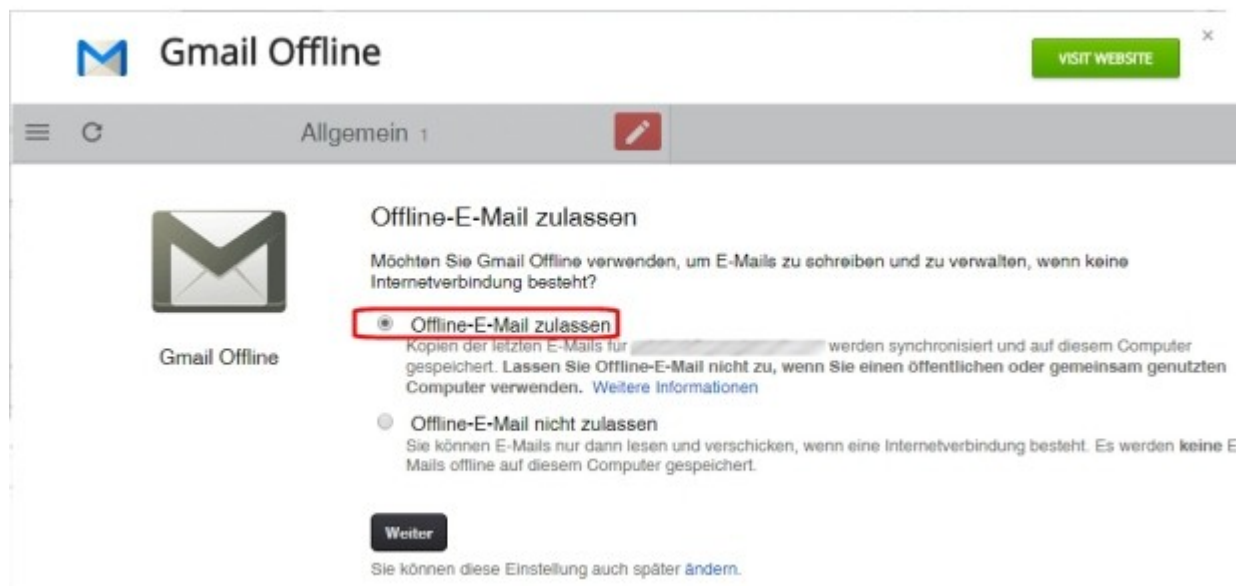 Gmail Offline
VISIT WEBSITE
Allgemein 1
Offline-E-Mail zulassen
Möchten Sie Gmail Offline verwenden, um E-Mails zu schreiben und zu verwalten, wenn keine
Internetverbindung besteht?
Offline-E-Mail zulassen
Kopien der letzten E-Mails für werden synchronisiert und auf diesem Computer
gespeichert. Lassen Sie Offline-E-Mail nicht zu, wenn Sie einen öffentlichen oder gemeinsam genutzten
Computer verwenden. Weitere Informationen
Gmail Offline
Offline-E-Mail nicht zulassen
Sie können E-Mails nur dann lesen und verschicken, wenn eine Internetverbindung besteht. Es werden keine E
Mails offline auf diesem Computer gespeichert.
Weiter
Sie können diese Einstellung auch später ändern.